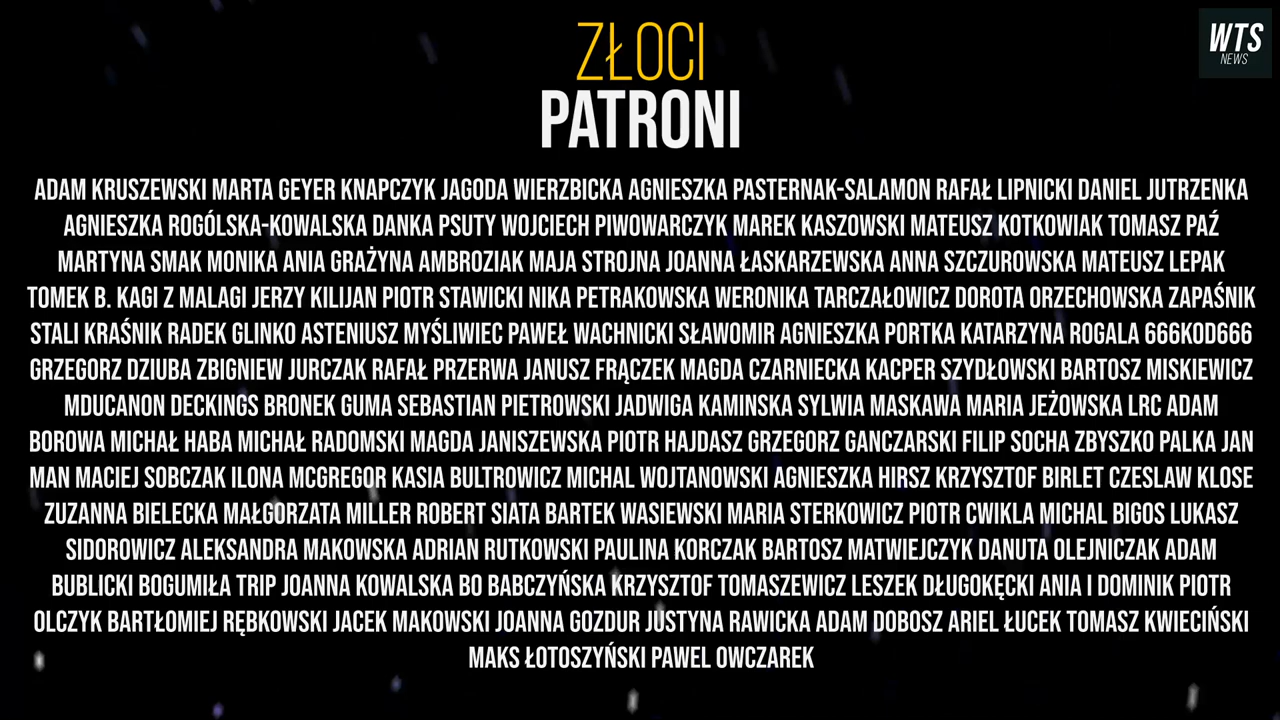 ZŁOCI
PATRONI
WTS
NEWS
ADAM KRUSZEWSKI MARTA GEYER KNAPCZYK JAGODA WIERZBICKA AGNIESZKA PASTERNAK-SALAMON RAFAŁ LIPNICKI DANIEL JUTRZENKA
AGNIESZKA ROGÓLSKA-KOWALSKA DANKA PSUTY WOJCIECH PIWOWARCZYK MAREK KASZOWSKI MATEUSZ KOTKOWIAK TOMASZ PAŹ
MARTYNA SMAK MONIKA ANIA GRAŻYNA AMBROZIAK MAJA STROJNA JOANNA ŁASKARZEWSKA ANNA SZCZUROWSKA MATEUSZ LEPAK
TOMEK B. KAGI Z MALAGI JERZY KILIJAN PIOTR STAWICKI NIKA PETRAKOWSKA WERONIKA TARCZAŁOWICZ DOROTA ORZECHOWSKA ZAPAŚNIK
STALI KRAŚNIK RADEK GLINKO ASTENIUSZ MYŚLIWIEC PAWEŁ WACHNICKI SŁAWOMIR AGNIESZKA PORTKA KATARZYNA ROGALA 666KOD666
GRZEGORZ DZIUBA ZBIGNIEW JURCZAK RAFAŁ PRZERWA JANUSZ FRĄCZEK MAGDA CZARNIECKA KACPER SZYDŁOWSKI BARTOSZ MISKIEWICZ
MDUCANON DECKINGS BRONEK GUMA SEBASTIAN PIETROWSKI JADWIGA KAMINSKA SYLWIA MASKAWA MARIA JEŻOWSKA LRC ADAM
BOROWA MICHAŁ HABA MICHAŁ RADOMSKI MAGDA JANISZEWSKA PIOTR HAJDASZ GRZEGORZ GANCZARSKI FILIP SOCHA ZBYSZKO PALKA JAN
MAN MACIEJ SOBCZAK ILONA MCGREGOR KASIA BULTROWICZ MICHAL WOJTANOWSKI AGNIESZKA HIRSZ KRZYSZTOF BIRLET CZESLAW KLOSE
ZUZANNA BIELECKA MAŁGORZATA MILLER ROBERT SIATA BARTEK WASIEWSKI MARIA STERKOWICZ PIOTR CWIKLA MICHAL BIGOS LUKASZ
SIDOROWICZ ALEKSANDRA MAKOWSKA ADRIAN RUTKOWSKI PAULINA KORCZAK BARTOSZ MATWIEJCZYK DANUTA OLEJNICZAK ADAM
BUBLICKI BOGUMIŁA TRIP JOANNA KOWALSKA BO BABCZYŃSKA KRZYSZTOF TOMASZEWICZ LESZEK DŁUGOKĘCKI ANIA I DOMINIK PIOTR
OLCZYK BARTŁOMIEJ RĘBKOWSKI JACEK MAKOWSKI JOANNA GOZDUR JUSTYNA RAWICKA ADAM DOBOSZ ARIEL ŁUCEK TOMASZ KWIECIŃSKI
MAKS ŁOTOSZYŃSKI PAWEL OWCZAREK